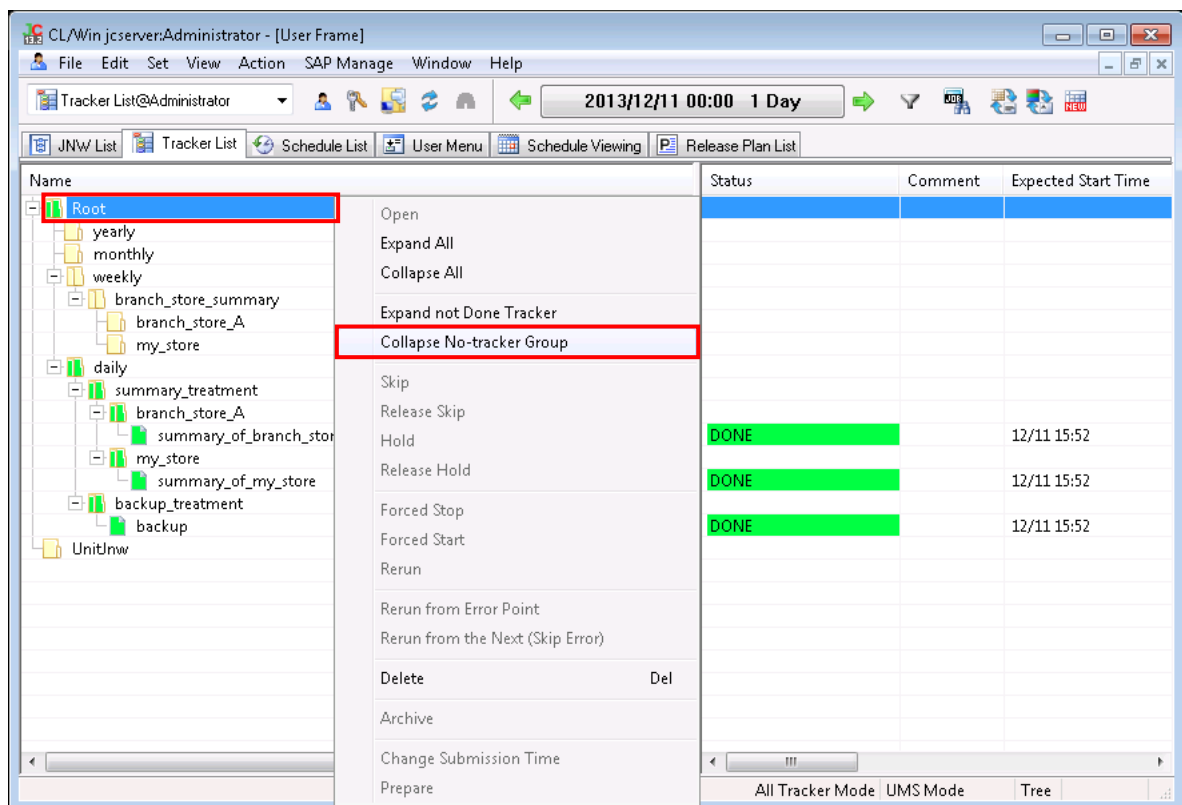 CL/Win jcserver:Administrator - [User Frame]
File Edit Set View Action SAP Manage Window Help
Tracker List@Administrator 2013/12/11 00:00 1 Day
JNW List Tracker List Schedule List User Menu Schedule Viewing Release Plan List
Name Status Comment Expected Start Time
Root
Open
yearly
Expand All
monthly
Collapse All
weekly
branch_store_summary
Expand not Done Tracker
branch_store_A
Collapse No-tracker Group
my_store
daily
Skip
summary_treatment
Release Skip
branch_store_A
summary_of_branch_stor DONE 12/11 15:52
Hold
my_store
Release Hold
summary_of_my_store DONE 12/11 15:52
backup_treatment
Forced Stop
backup DONE 12/11 15:52
Forced Start
UnitJnw
Rerun
Rerun from Error Point
Rerun from the Next (Skip Error)
Delete Del
Archive
Change Submission Time
Prepare
All Tracker Mode UMS Mode Tree